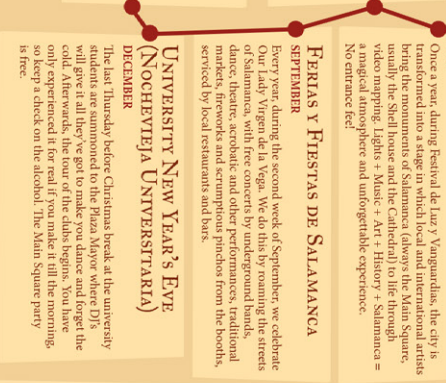 Once a year, during Festival de Luz y Vanguardias, the city is
transformed into a stage in which local and international artists
bring the monuments of Salamanca (always the Main Square,
usually the Shell house and the Cathedral) to life through
video mapping. Lights + Music + Art + History + Salamanca =
a magical atmosphere and unforgettable experience.
No entrance fee!
Ferias y Fiestas de Salamanca
SEPTEMBER
Every year, during the second week of September, we celebrate
Our Lady Virgen de la Vega. We do this by roaming the streets
of Salamanca, with free concerts by underground bands,
dance, theatre, acrobatic and other performances, traditional
markets, fireworks and scrumptious pinchos from the booths,
serviced by local restaurants and bars.
University New Year's Eve
(Nochevieja Universitaria)
DECEMBER
The last Thursday before Christmas break at the university
students are summoned to the Plaza Mayor where DJ's
will give it all they've got to make you dance and forget the
cold. Afterwards, the tour of the clubs begins. You have
only experienced it for real if you make it till the morning,
so keep a check on the alcohol. The Main Square party
is free.